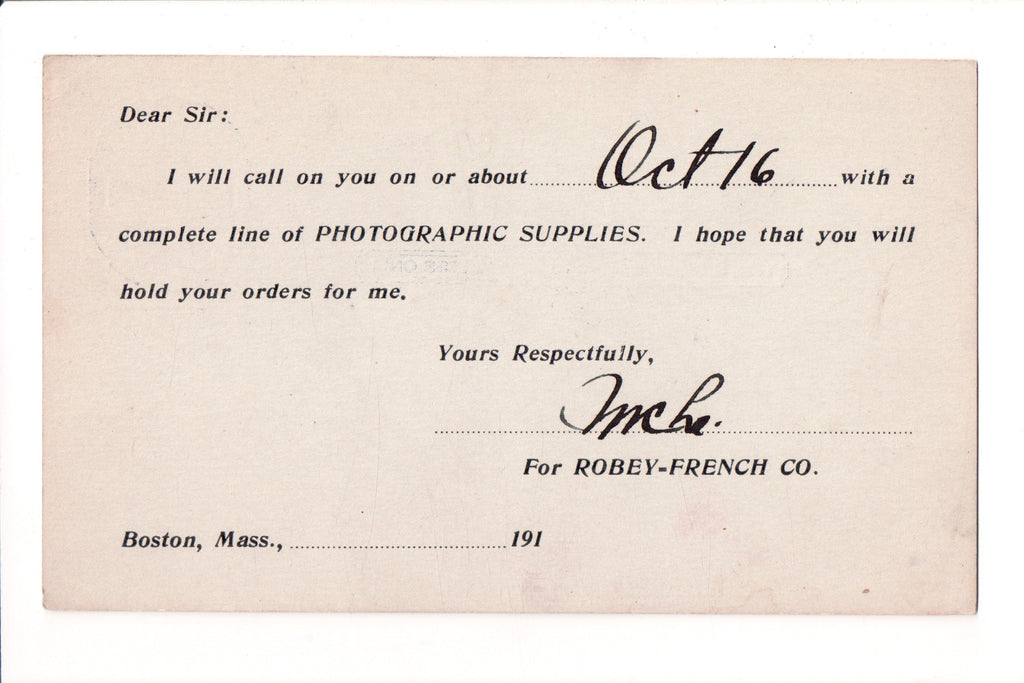 Dear Sir:
I will call on you on or about Oct 16 with a
complete line of PHOTOGRAPHIC SUPPLIES. I hope that you will
hold your orders for me.
Yours Respectfully,
For ROBEY-FRENCH CO.
Boston, Mass., 191